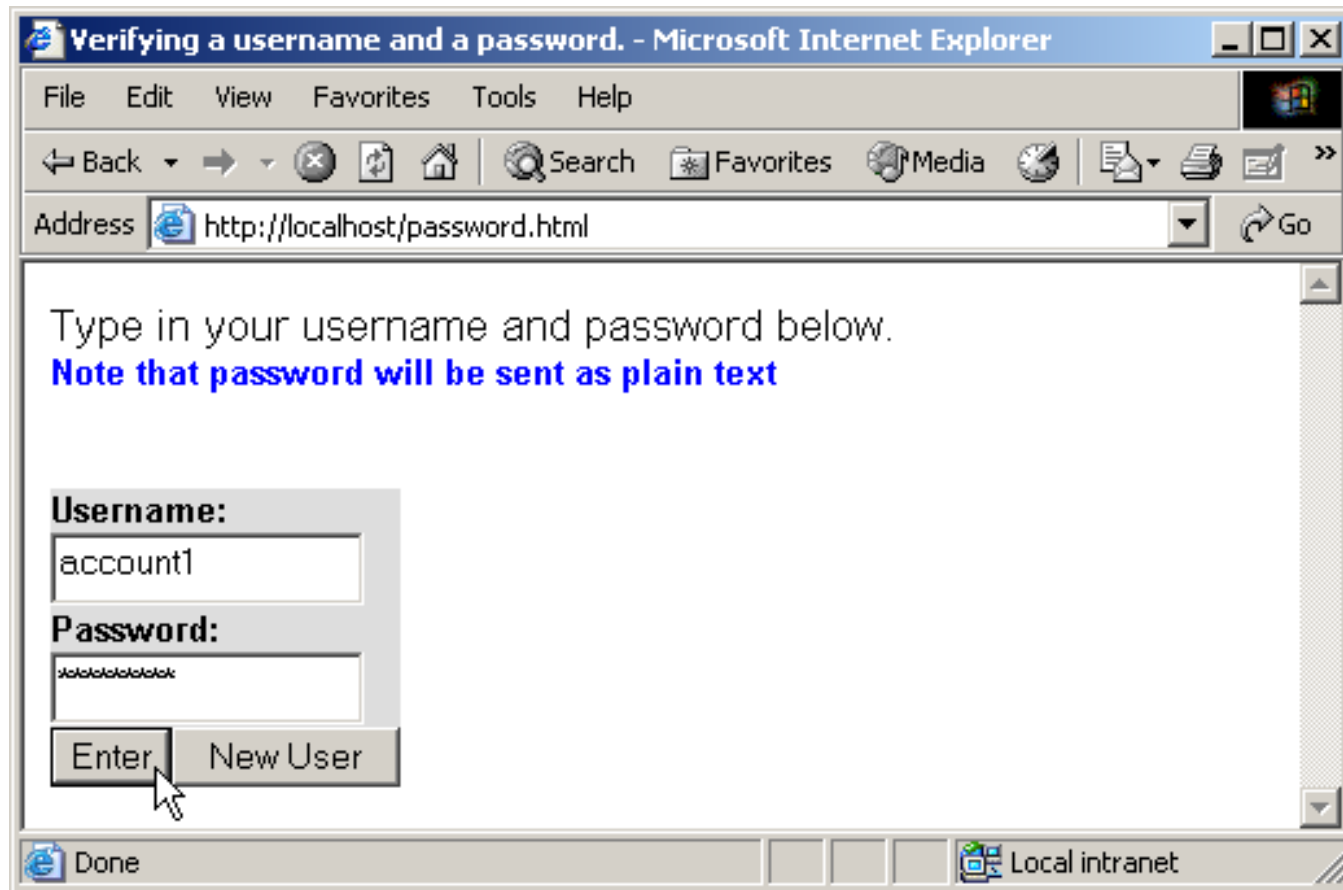 Verifying a username and a password. - Microsoft Internet Explorer
File Edit View Favorites Tools Help
Back Search Favorites Media »
Address http://localhost/password.html Go
Type in your username and password below.
Note that password will be sent as plain text
Username:
account1
Password:
**********
Enter New User
Done Local intranet